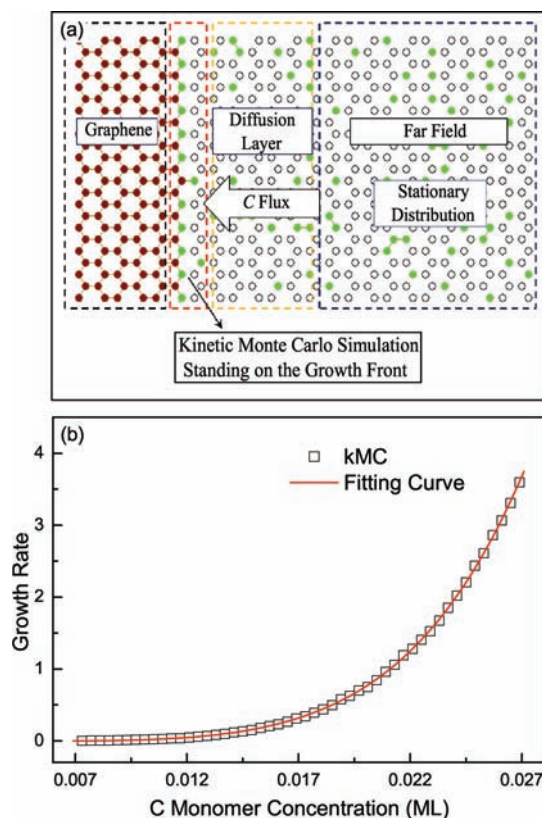 (a)
Graphene
Diffusion
Layer
Far Field
C Flux
Stationary
Distribution
Kinetic Monte Carlo Simulation
Standing on the Growth Front
(b)
kMC
Fitting Curve
4
3
2
1
0
Growth Rate
0.007 0.012 0.017 0.022 0.027
C Monomer Concentration (ML)